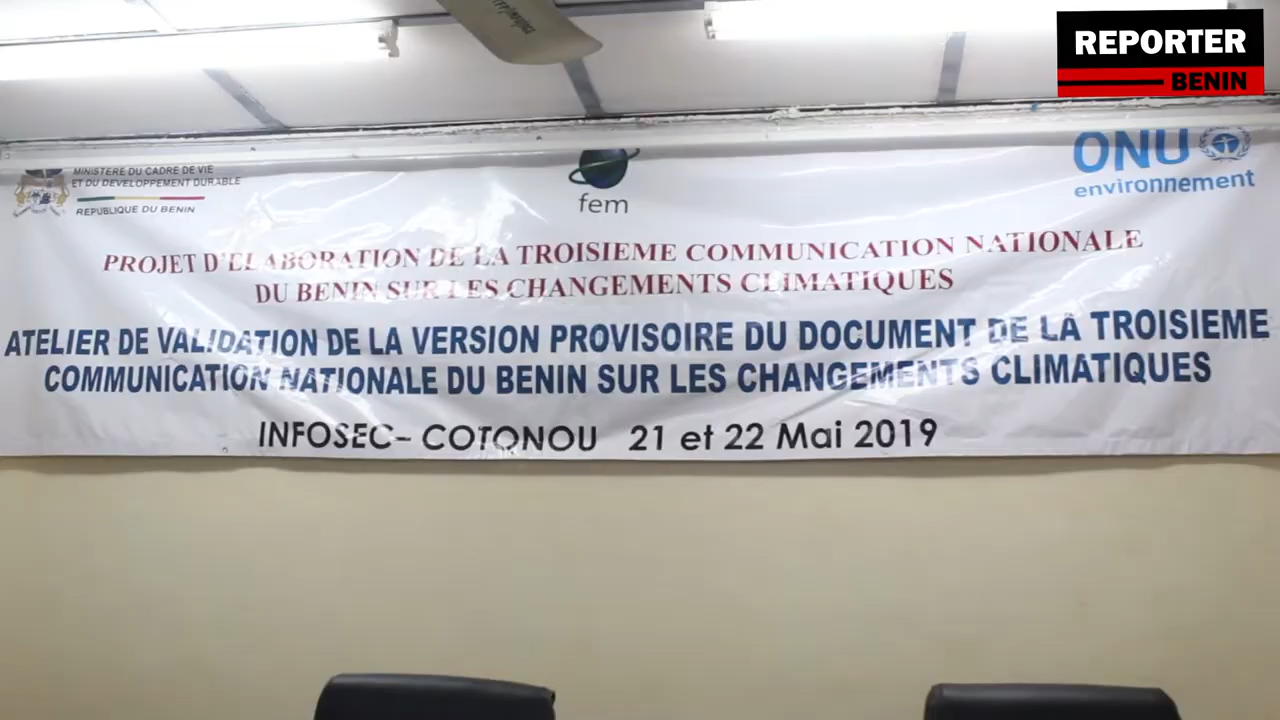 REPORTER
BENIN
MINISTERE DU CADRE DE VIE
ET DU DEVELOPPEMENT DURABLE
REPUBLIQUE DU BENIN
fem
ONU
environnement
PROJET D'ELABORATION DE LA TROISIEME COMMUNICATION NATIONALE
DU BENIN SUR LES CHANGEMENTS CLIMATIQUES
ATELIER DE VALIDATION DE LA VERSION PROVISOIRE DU DOCUMENT DE LA TROISIEME
COMMUNICATION NATIONALE DU BENIN SUR LES CHANGEMENTS CLIMATIQUES
INFOSEC- COTONOU 21 et 22 Mai 2019